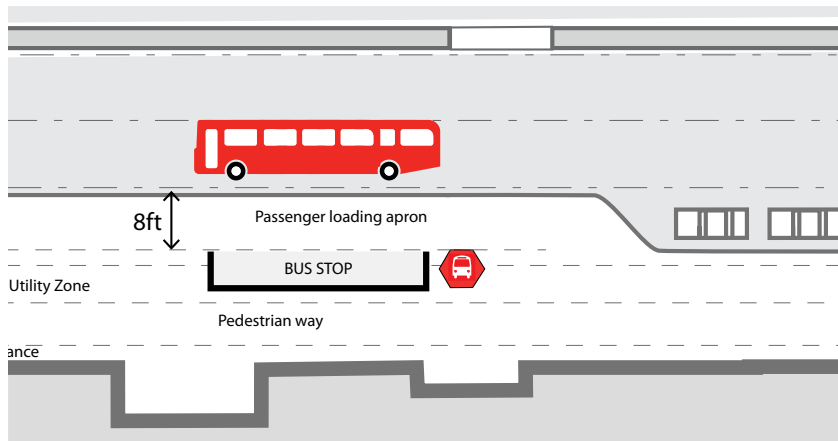 8ft
Passenger loading apron
BUS STOP
Utility Zone
Pedestrian way
ance